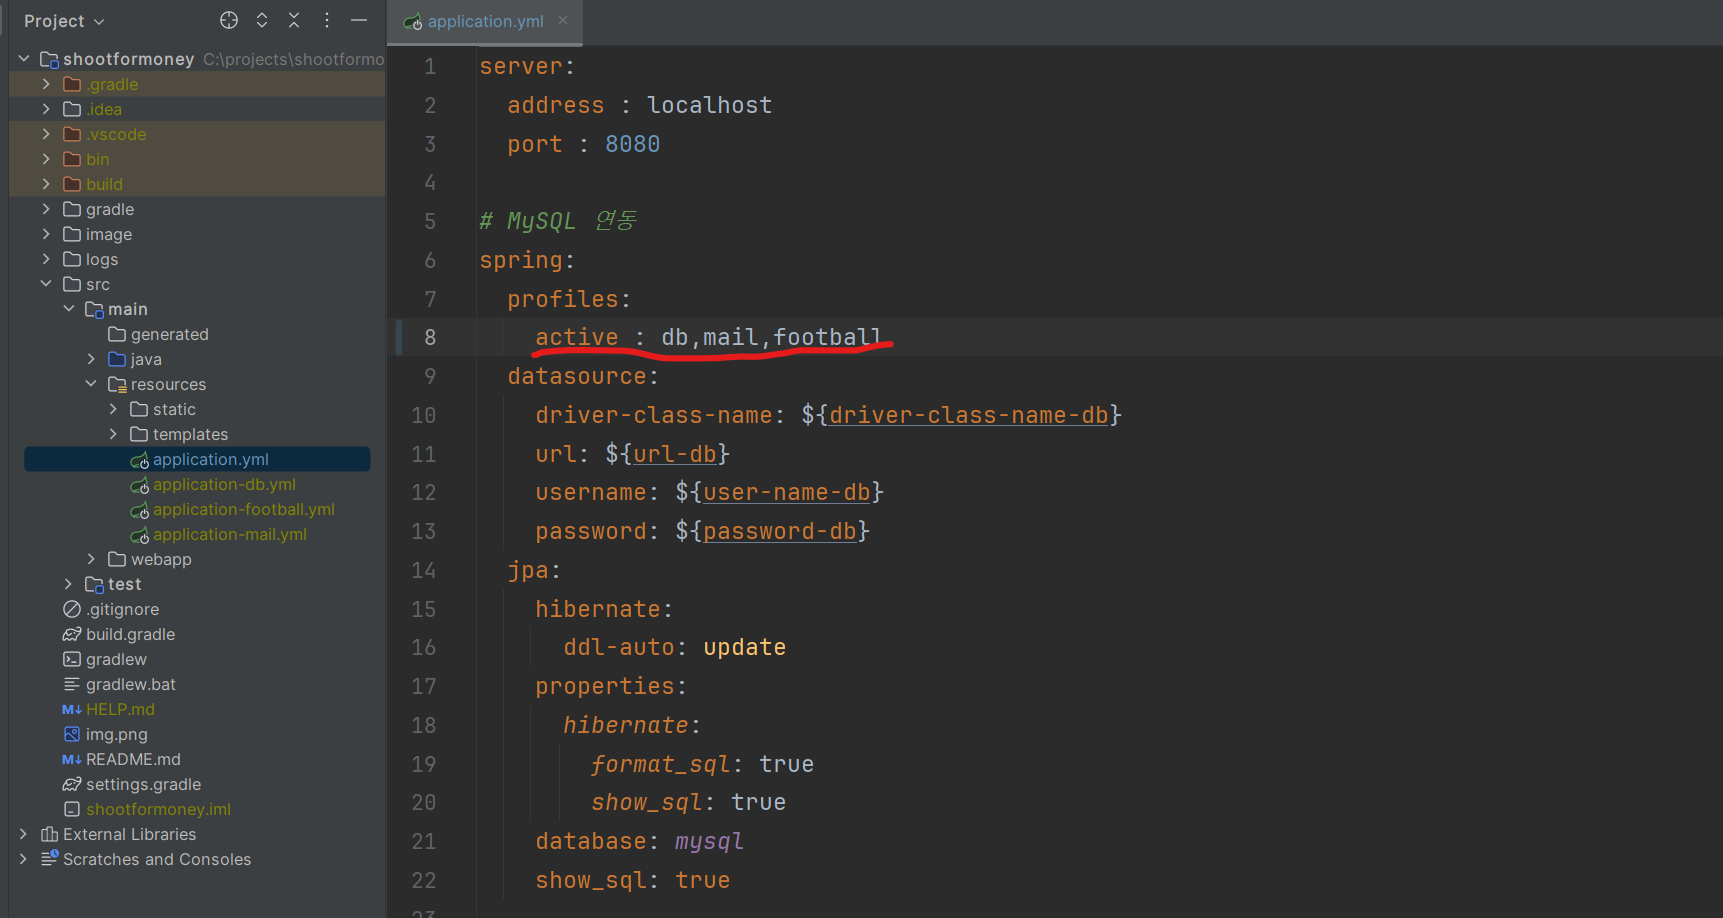 Project
shootformoney C:\projects\shootformo
.gradle
.idea
.vscode
bin
build
gradle
image
logs
src
main
generated
java
resources
static
templates
application.yml
application-db.yml
application-football.yml
application-mail.yml
webapp
test
.gitignore
build.gradle
gradlew
gradlew.bat
M↓ HELP.md
img.png
M↓ README.md
settings.gradle
shootformoney.iml
External Libraries
Scratches and Consoles
application.yml
1 server:
2 address : localhost
3 port : 8080
4
5 # MySQL 연동
6 spring:
7 profiles:
8 active : db,mail,football
9 datasource:
10 driver-class-name: ${driver-class-name-db}
11 url: ${url-db}
12 username: ${user-name-db}
13 password: ${password-db}
14 jpa:
15 hibernate:
16 ddl-auto: update
17 properties:
18 hibernate:
19 format_sql: true
20 show_sql: true
21 database: mysql
22 show_sql: true
23